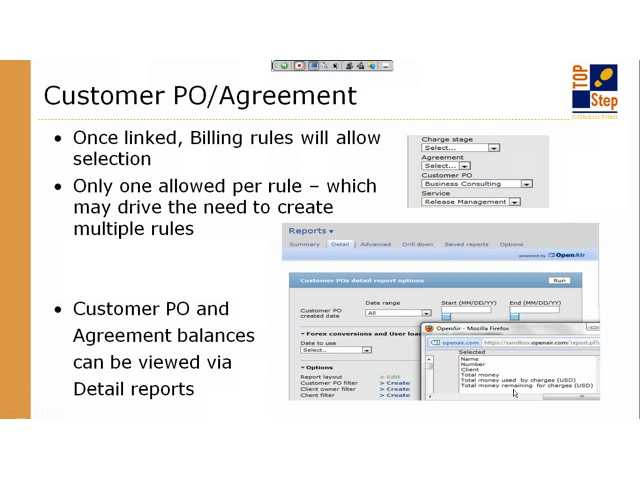 Customer PO/Agreement
TOP
Step
CONSULTING
• Once linked, Billing rules will allow
selection
• Only one allowed per rule – which
may drive the need to create
multiple rules
• Customer PO and
Agreement balances
can be viewed via
Detail reports
Charge stage
Select...
Agreement
Select...
Customer PO
Business Consulting
Service
Release Management
Reports
Summary Detail Advanced Drill down Saved reports Options
powered by OpenAir
Customer POs detail report options Run
Date range Start (MM/DD/YY) End (MM/DD/YY)
Customer PO
created date All
Forex conversions and User loa
Date to use
Select...
Options
Report layout > Edit
Customer PO filter > Create
Client owner filter > Create
Client filter > Create
OpenAir - Mozilla Firefox
openair.com https://sandbox.openair.com/report.pl?
Selected
Name
Number
Client
Total money
Total money used by charges (USD)
Total money remaining for charges (USD)